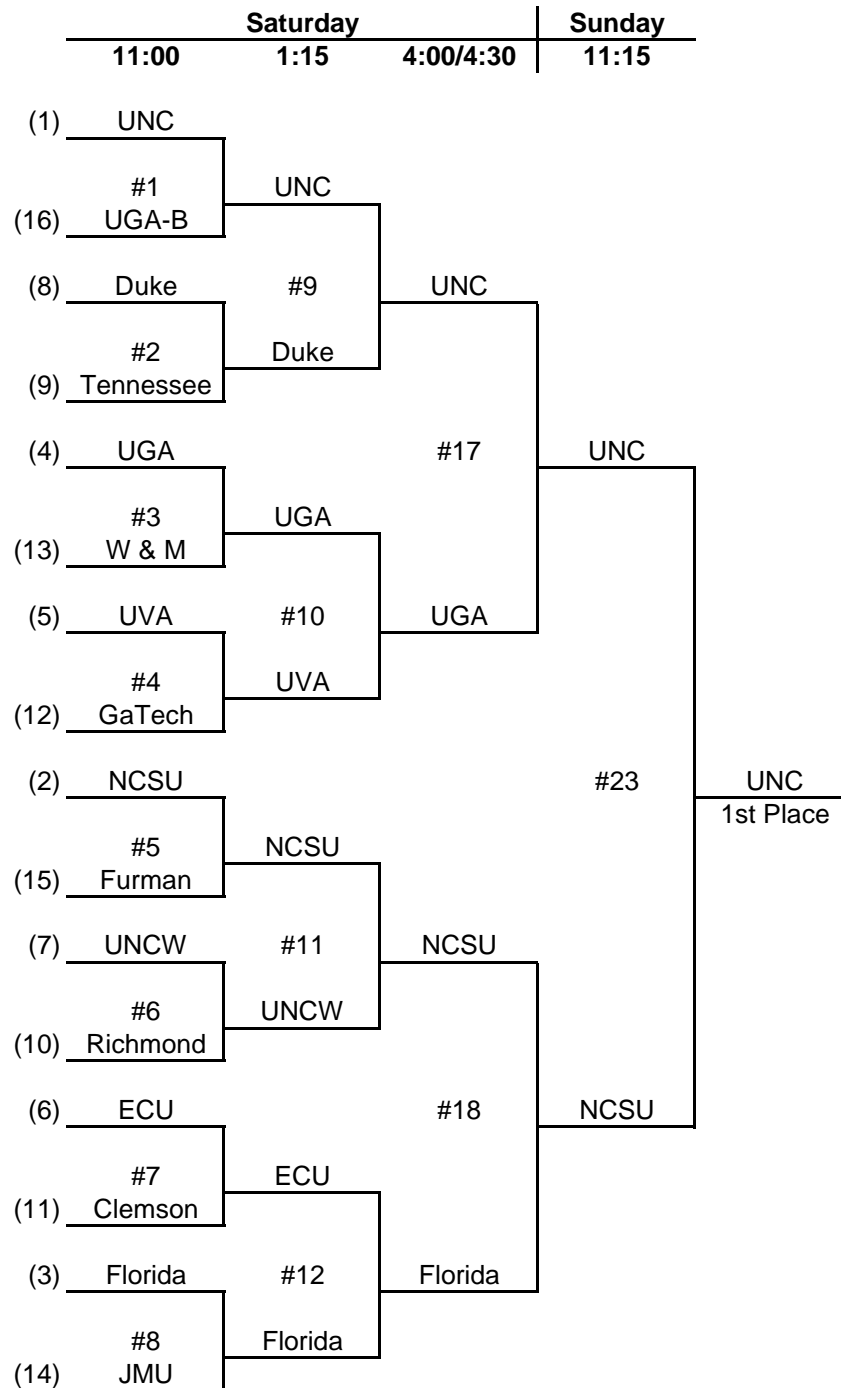 Saturday Sunday
11:00 1:15 4:00/4:30 11:15
(1) UNC
#1 UNC
(16) UGA-B
(8) Duke #9 UNC
#2 Duke
(9) Tennessee
(4) UGA #17 UNC
#3 UGA
(13) W & M
(5) UVA #10 UGA
#4 UVA
(12) GaTech
(2) NCSU #23 UNC
1st Place
#5 NCSU
(15) Furman
(7) UNCW #11 NCSU
#6 UNCW
(10) Richmond
(6) ECU #18 NCSU
#7 ECU
(11) Clemson
(3) Florida #12 Florida
#8 Florida
(14) JMU